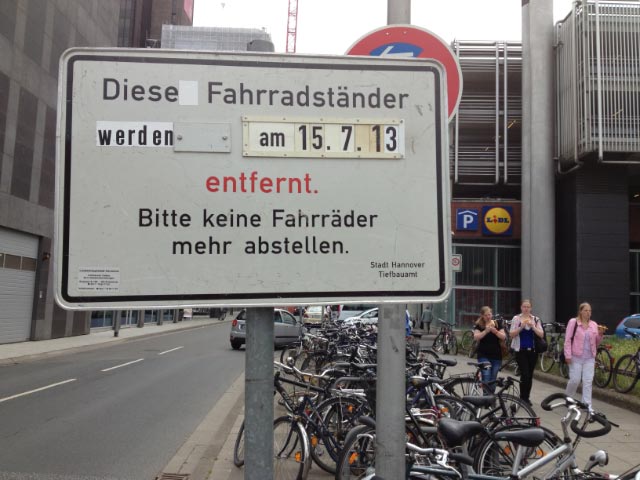 Diese Fahrradständer
werden am 15.7.13
entfernt.
Bitte keine Fahrräder
mehr abstellen.
Stadt Hannover
Tiefbauamt
P LIDL